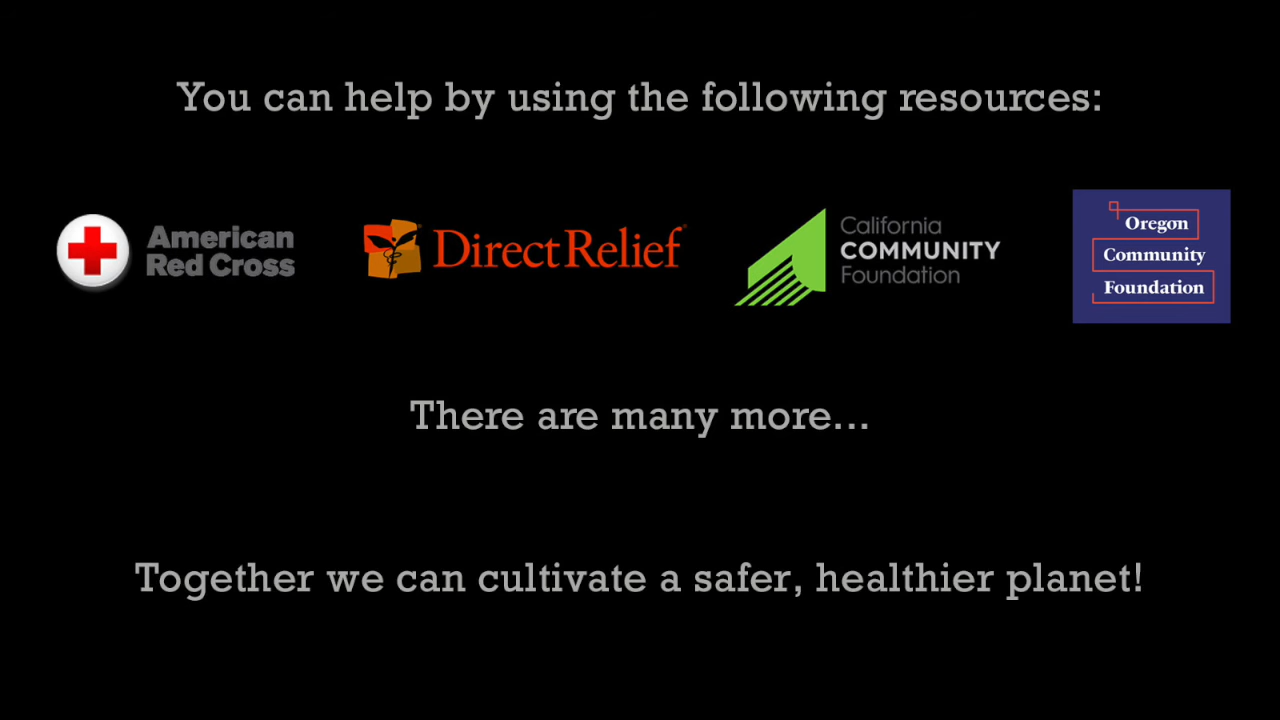 You can help by using the following resources:
American
Red Cross
DirectRelief
California
COMMUNITY
Foundation
Oregon
Community
Foundation
There are many more...
Together we can cultivate a safer, healthier planet!